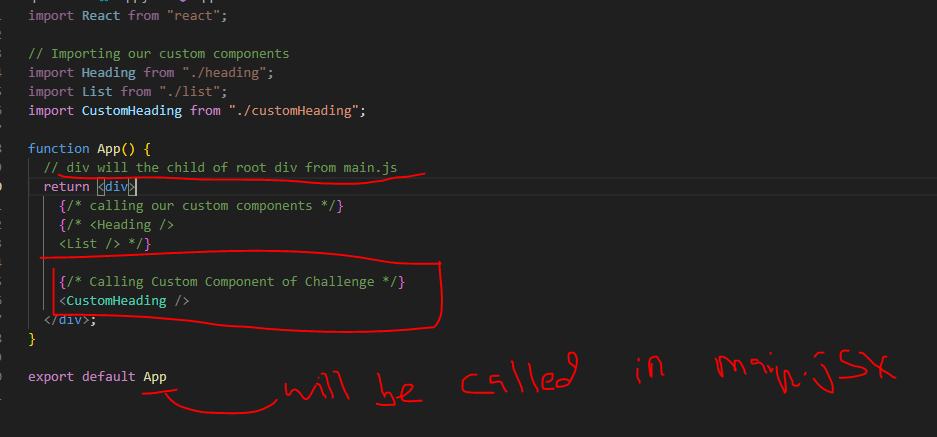 import React from "react";
// Importing our custom components
import Heading from "./heading";
import List from "./list";
import CustomHeading from "./customHeading";
function App() {
// div will the child of root div from main.js
return <div>
{/* calling our custom components */}
{/* <Heading />
<List /> */}
{/* Calling Custom Component of Challenge */}
<CustomHeading />
</div>;
}
export default App
will be called in main.jsx